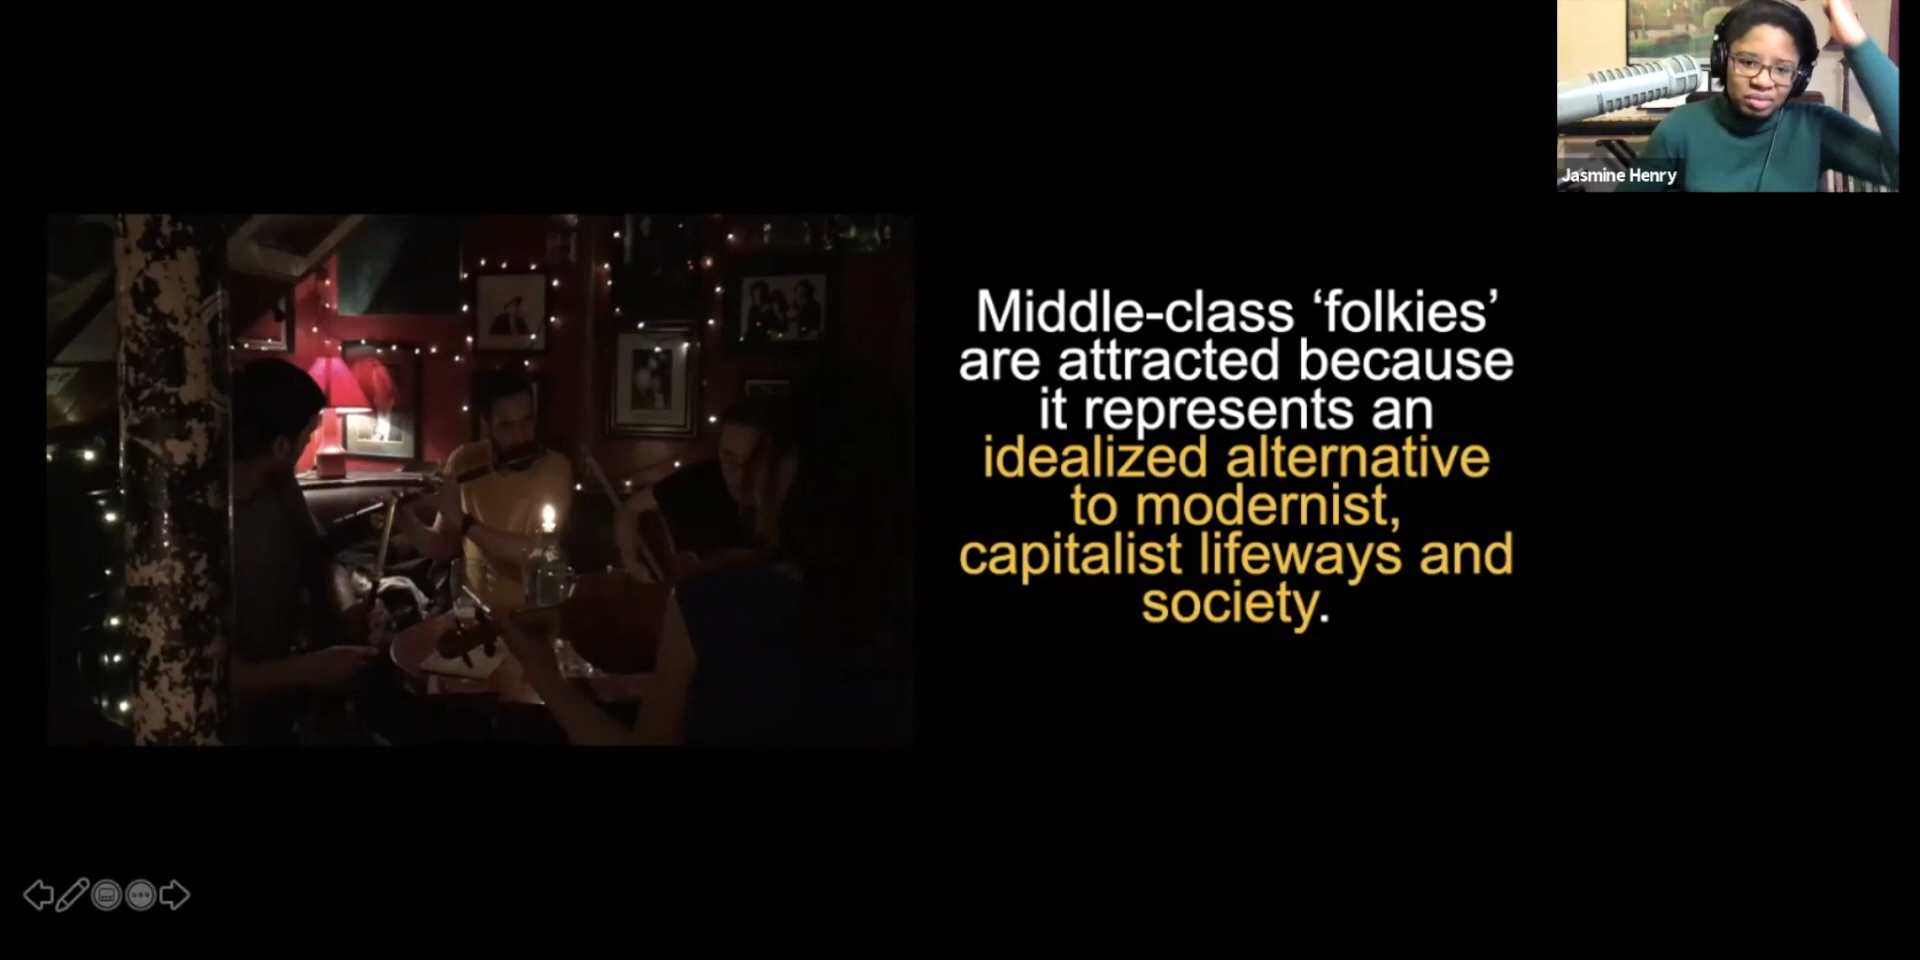 Jasmine Henry
Middle-class ‘folkies’
are attracted because
it represents an
idealized alternative
to modernist,
capitalist lifeways and
society.